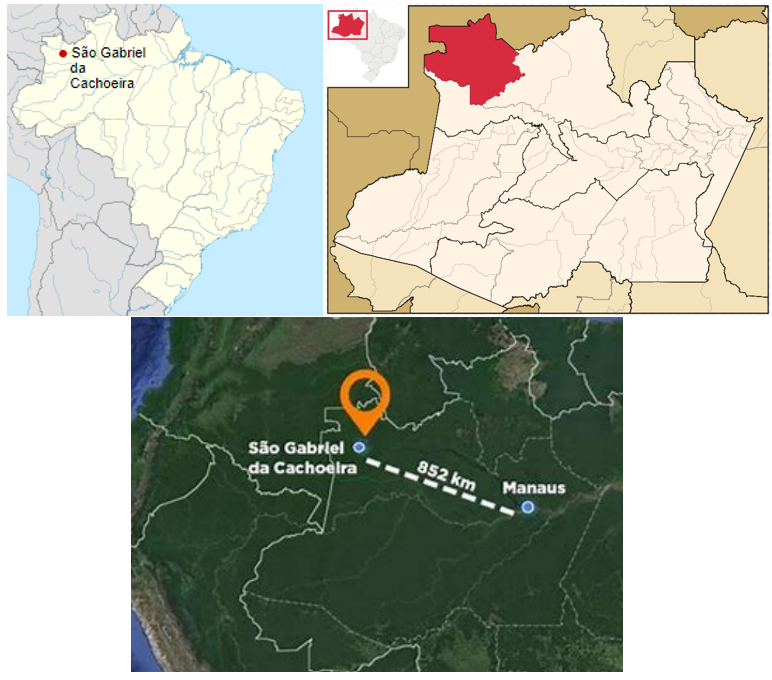 São Gabriel
da
Cachoeira
São Gabriel
da Cachoeira
852 km
Manaus